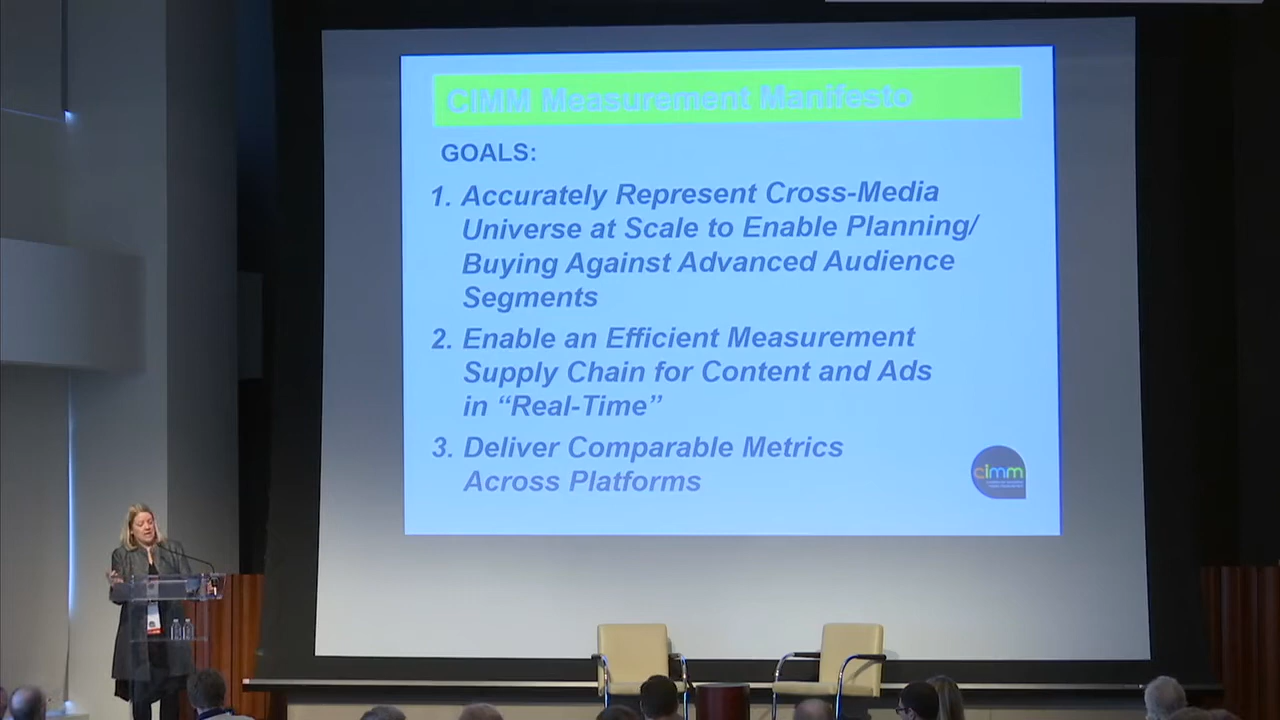 CIMM Measurement Manifesto
GOALS:
1. Accurately Represent Cross-Media
Universe at Scale to Enable Planning/
Buying Against Advanced Audience
Segments
2. Enable an Efficient Measurement
Supply Chain for Content and Ads
in “Real-Time”
3. Deliver Comparable Metrics
Across Platforms
cimm